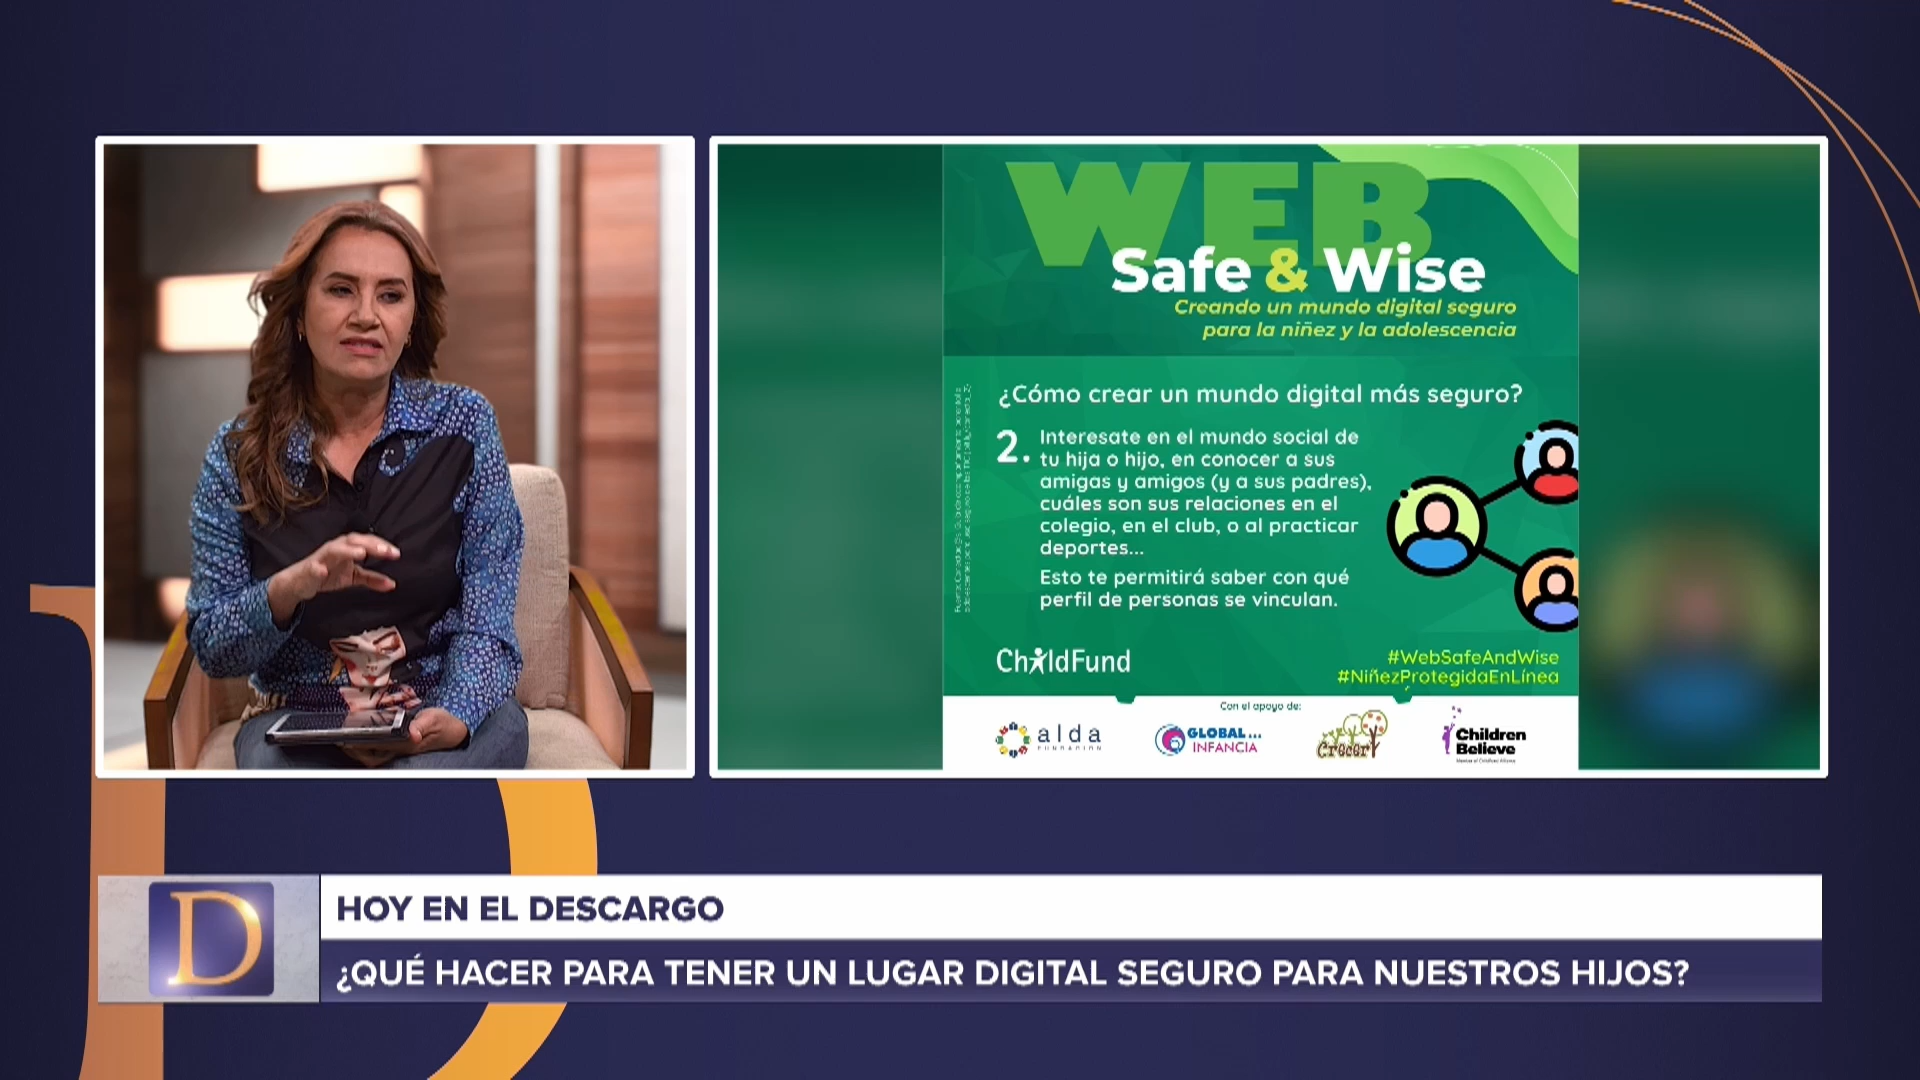 WEB
Safe & Wise
Creando un mundo digital seguro
para la niñez y la adolescencia
¿Cómo crear un mundo digital más seguro?
2. Interesate en el mundo social de
tu hija o hijo, en conocer a sus
amigas y amigos (y a sus padres),
cuáles son sus relaciones en el
colegio, en el club, o al practicar
deportes...
Esto te permitirá saber con qué
perfil de personas se vinculan.
ChildFund
#WebSafeAndWise
#NiñezProtegidaEnLínea
Con el apoyo de:
alda
FUNDACIÓN
GLOBAL...
INFANCIA
Crecer
Children
Believe
D
HOY EN EL DESCARGO
¿QUÉ HACER PARA TENER UN LUGAR DIGITAL SEGURO PARA NUESTROS HIJOS?